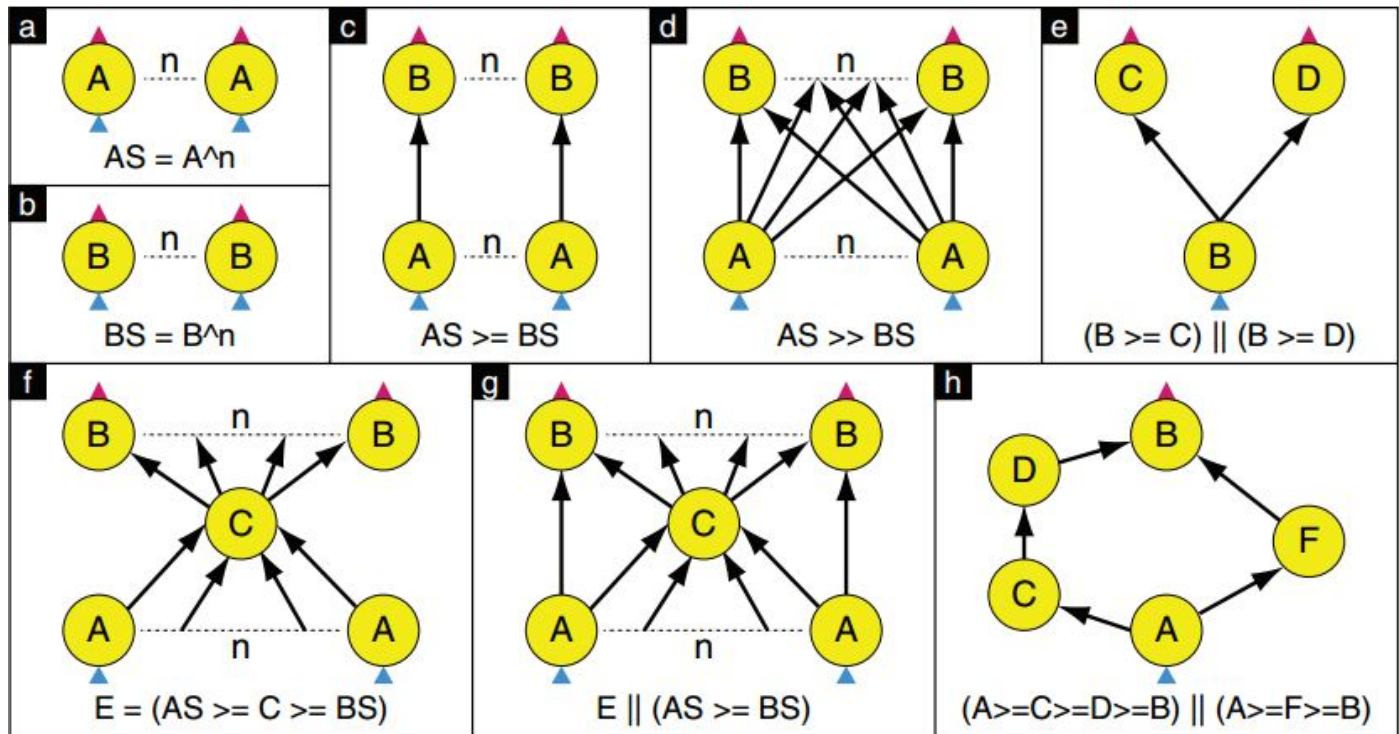 a
A n A
AS = A^n
b
B n B
BS = B^n
c
B n B
A n A
AS >= BS
d
B n B
A n A
AS >> BS
e
C D
B
(B >= C) || (B >= D)
f
B n B
C
A n A
E = (AS >= C >= BS)
g
B n B
C
A n A
E || (AS >= BS)
h
B
D
F
C
A
(A>=C>=D>=B) || (A>=F>=B)